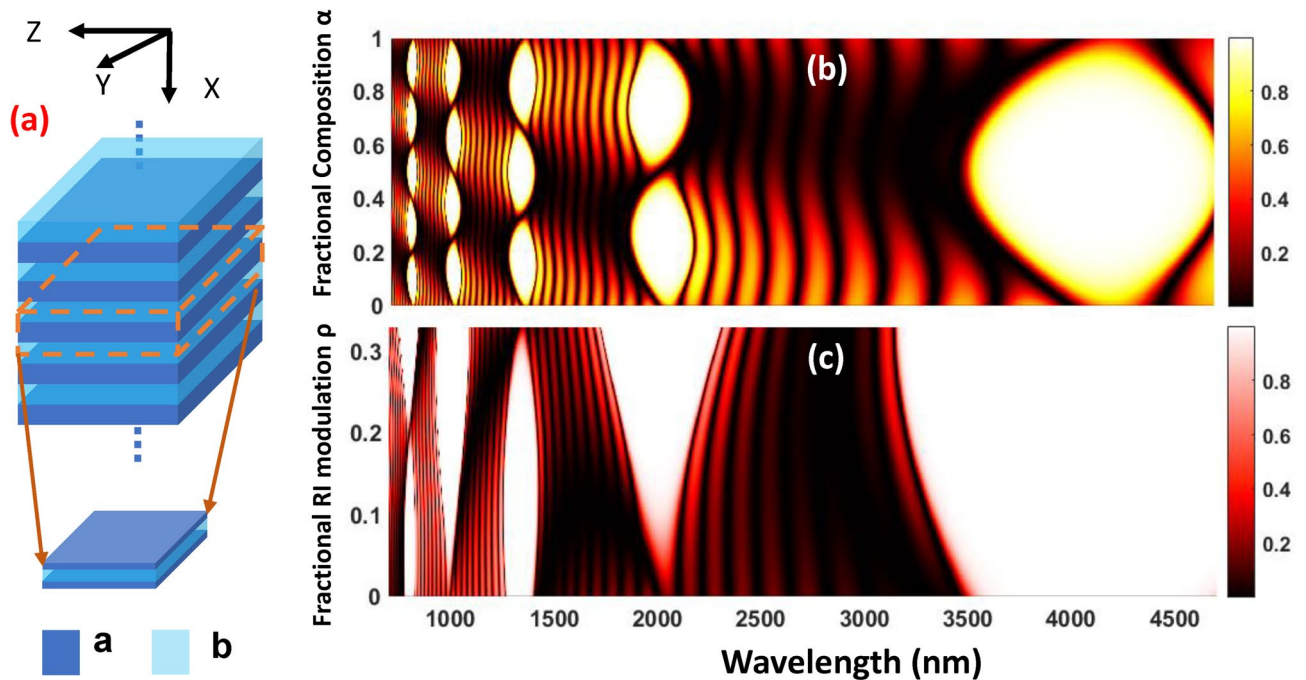 Z
Y
X
(a)
a
b
Fractional Composition α
1
0.8
0.6
0.4
0.2
0
(b)
0.8
0.6
0.4
0.2
Fractional RI modulation ρ
0.3
0.2
0.1
0
(c)
0.8
0.6
0.4
0.2
1000 1500 2000 2500 3000 3500 4000 4500
Wavelength (nm)